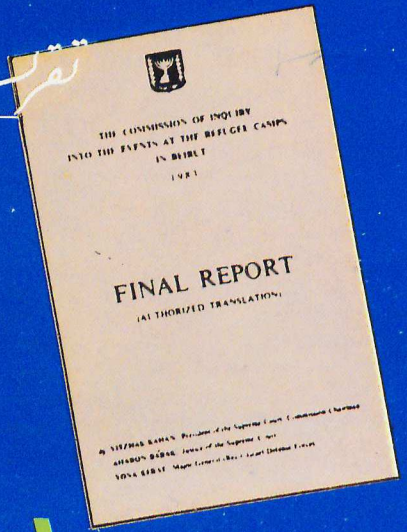 تقر
THE COMMISSION OF INQUIRY
INTO THE EVENTS AT THE REFUGEE CAMPS
IN BEIRUT
1983
FINAL REPORT
(AUTHORIZED TRANSLATION)
By YITZHAK KAHAN, President of the Supreme Court, Commission Chairman
AHARON BARAK, Justice of the Supreme Court
YONA EFRAT, Major General (Res.) Israel Defense Forces